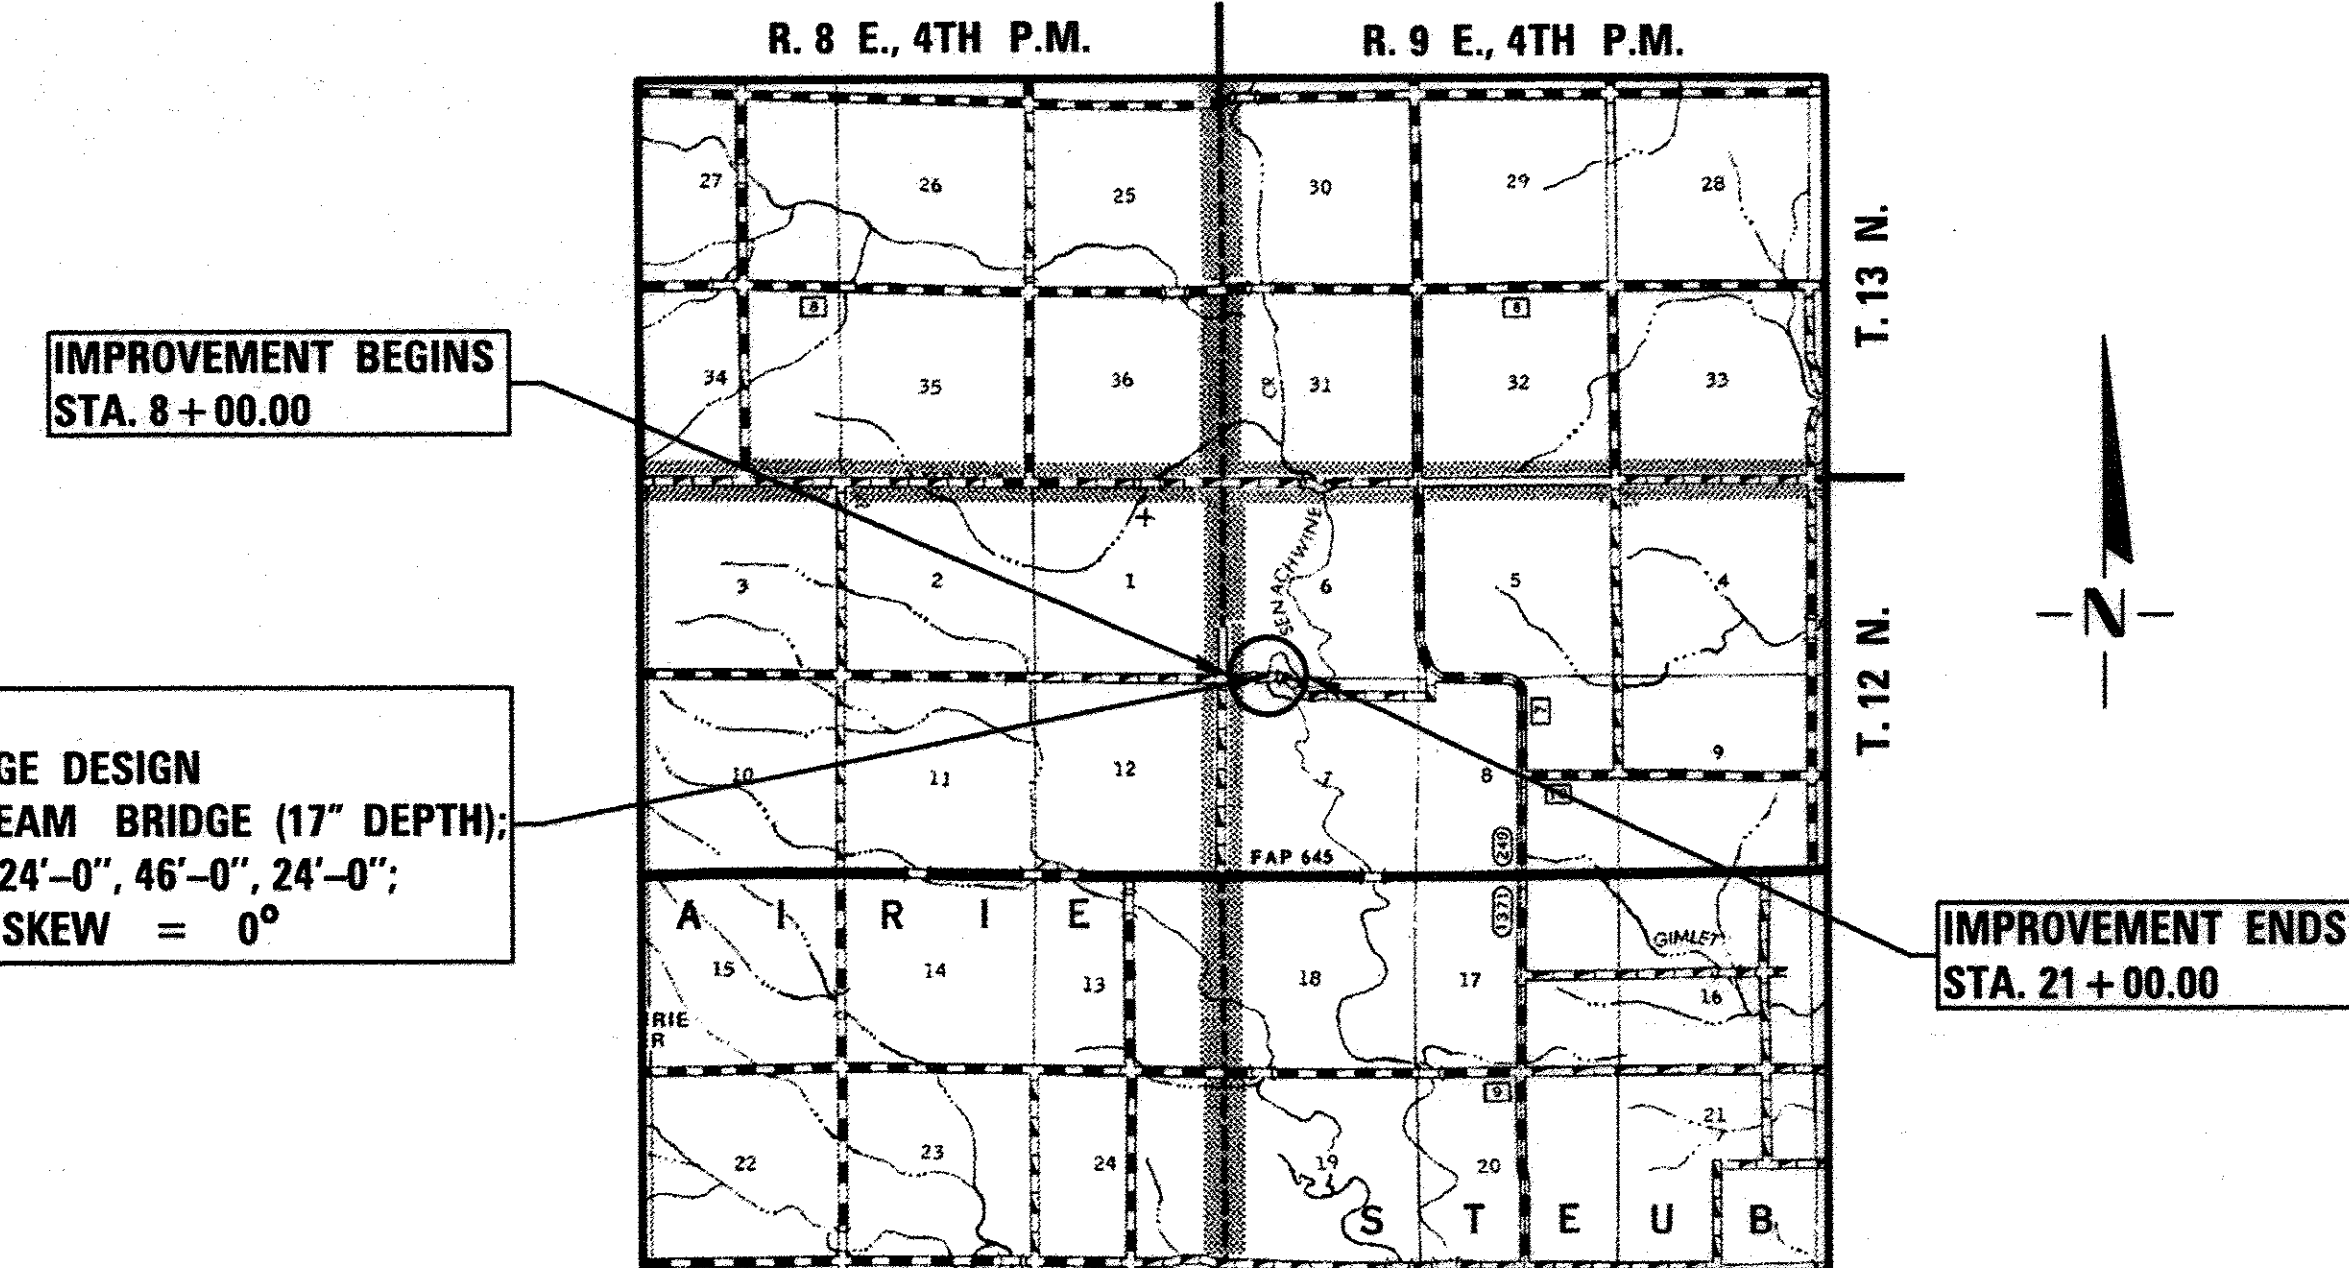 R. 8 E., 4TH P.M.
R. 9 E., 4TH P.M.
27
26
25
30
29
28
T. 13 N.
8
8
IMPROVEMENT BEGINS
STA. 8+00.00
34
35
36
CR
31
32
33
3
2
1
SENACHWINE
6
5
4
N
T. 12 N.
7
GE DESIGN
EAM BRIDGE (17" DEPTH);
24'–0", 46'–0", 24'–0";
SKEW = 0°
10
11
12
7
8
9
FAP 645
240
1373
A I R I E
GIMLET
IMPROVEMENT ENDS
STA. 21+00.00
15
14
13
18
17
16
RIE
R
9
22
23
24
19
20
21
S T E U B